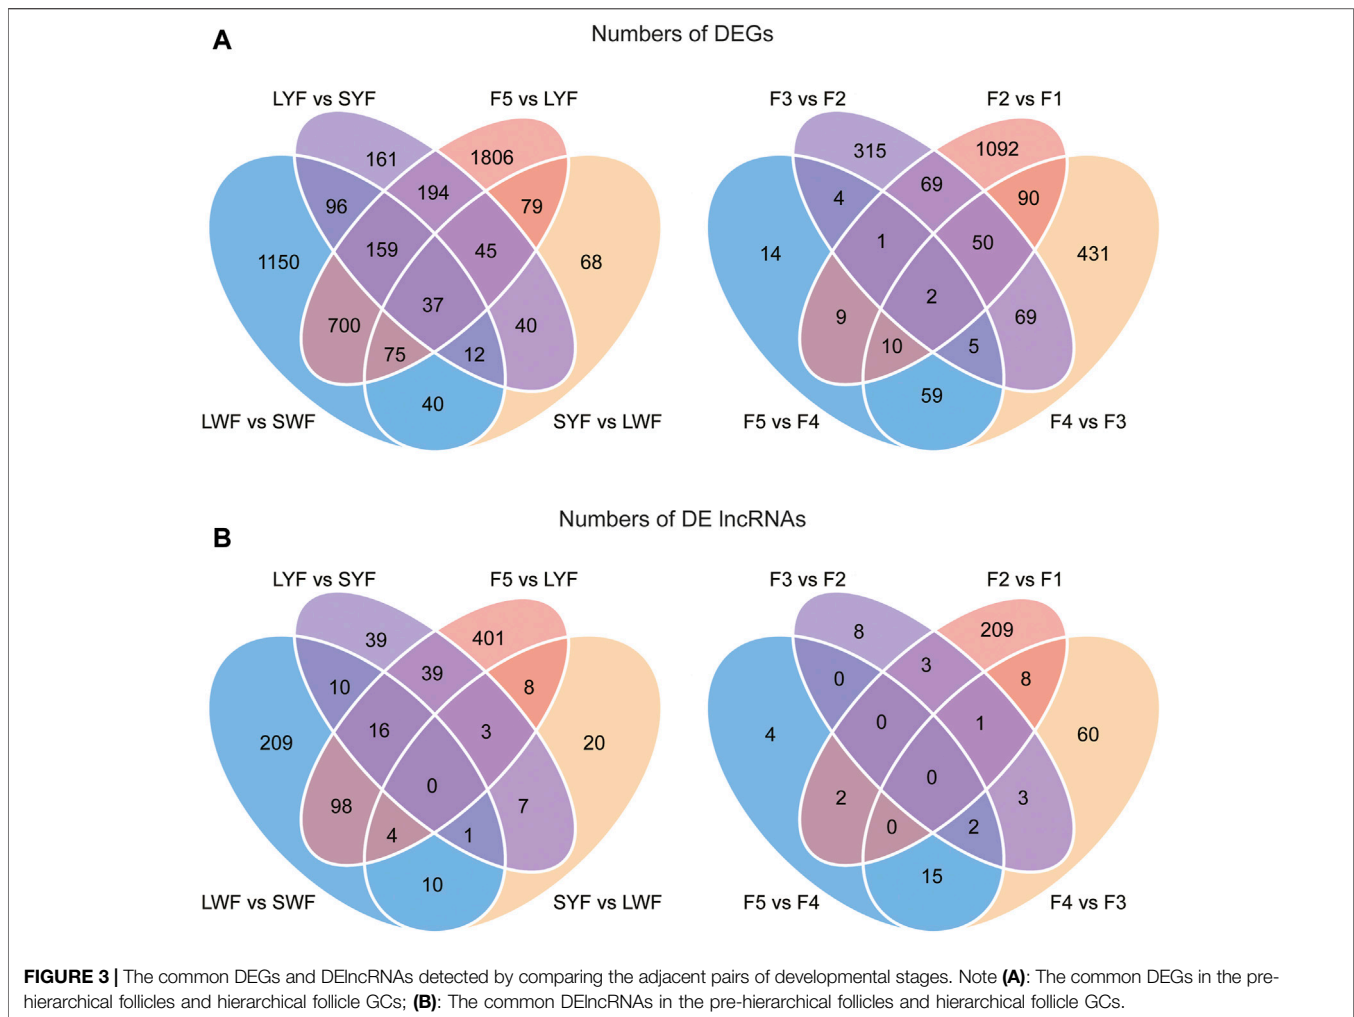 A
Numbers of DEGs
LYF vs SYF
F5 vs LYF
161
1806
194
79
96
159
45
1150
68
37
700
40
75
12
40
LWF vs SWF
SYF vs LWF
F3 vs F2
F2 vs F1
315
1092
69
90
4
1
50
14
431
2
9
69
10
5
59
F5 vs F4
F4 vs F3
B
Numbers of DE lncRNAs
LYF vs SYF
F5 vs LYF
39
401
39
8
10
16
3
209
20
0
98
7
4
1
10
LWF vs SWF
SYF vs LWF
F3 vs F2
F2 vs F1
8
209
3
8
0
0
1
4
60
0
2
3
0
2
15
F5 vs F4
F4 vs F3
FIGURE 3 | The common DEGs and DElncRNAs detected by comparing the adjacent pairs of developmental stages. Note (A): The common DEGs in the pre-
hierarchical follicles and hierarchical follicle GCs; (B): The common DElncRNAs in the pre-hierarchical follicles and hierarchical follicle GCs.